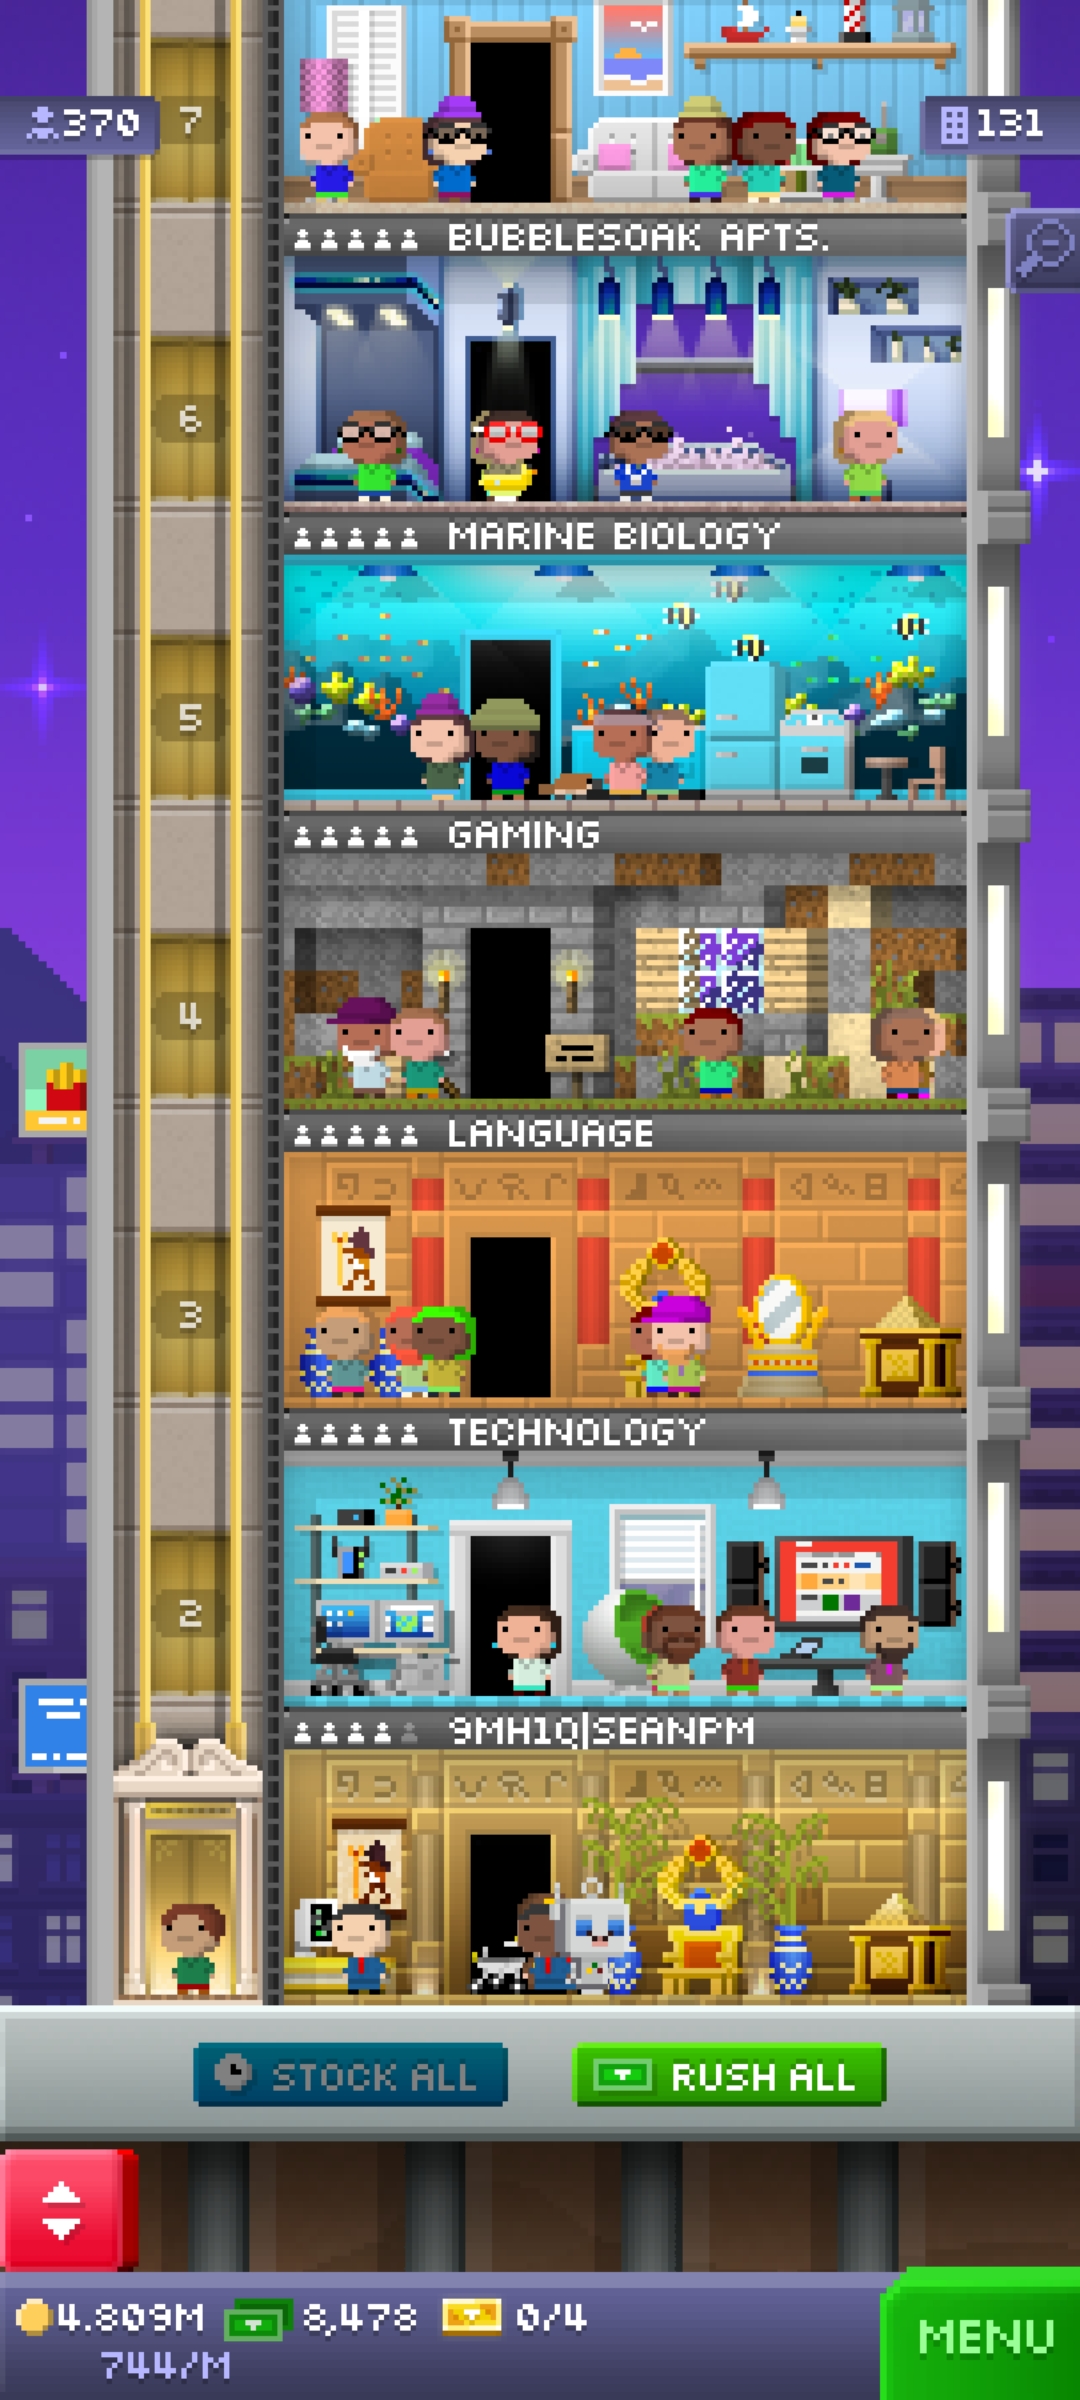 370
7
131
BUBBLESOAK APTS.
6
MARINE BIOLOGY
5
GAMING
4
LANGUAGE
3
TECHNOLOGY
2
9MH1Q|SEANPM
STOCK ALL
RUSH ALL
4.809M
8,478
0/4
744/M
MENU